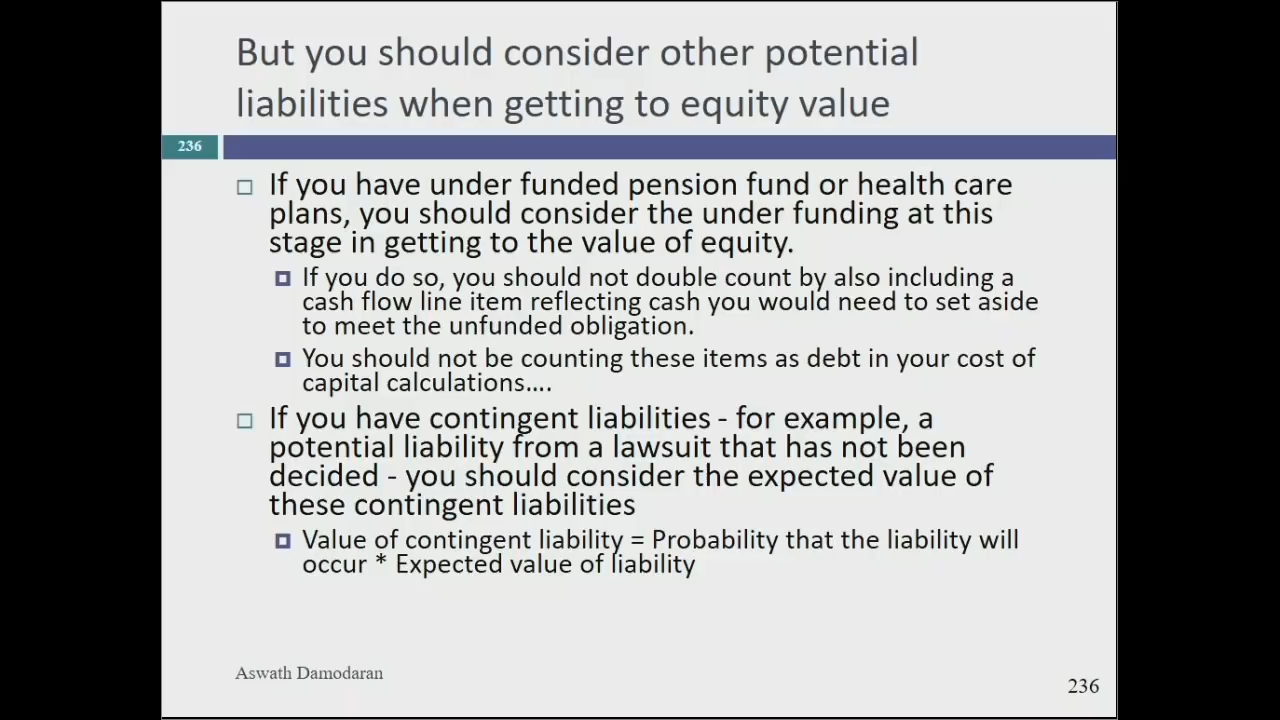 But you should consider other potential
liabilities when getting to equity value
236
If you have under funded pension fund or health care
plans, you should consider the under funding at this
stage in getting to the value of equity.
If you do so, you should not double count by also including a
cash flow line item reflecting cash you would need to set aside
to meet the unfunded obligation.
You should not be counting these items as debt in your cost of
capital calculations....
If you have contingent liabilities - for example, a
potential liability from a lawsuit that has not been
decided - you should consider the expected value of
these contingent liabilities
Value of contingent liability = Probability that the liability will
occur * Expected value of liability
Aswath Damodaran
236